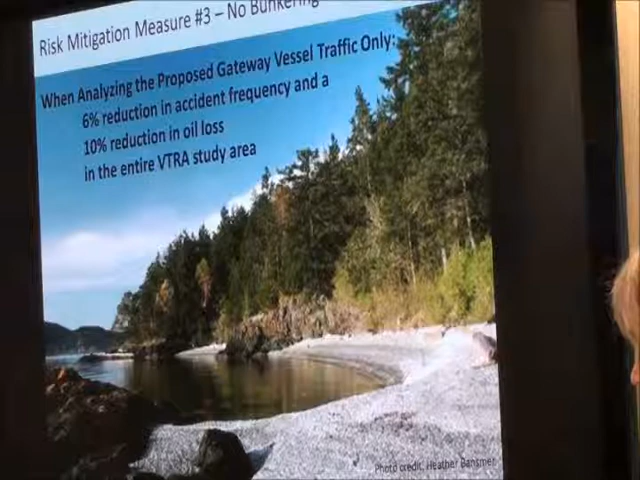 Risk Mitigation Measure #3 – No Bunkering
When Analyzing the Proposed Gateway Vessel Traffic Only:
6% reduction in accident frequency and a
10% reduction in oil loss
in the entire VTRA study area)
Photo credit, Heather Bansmer